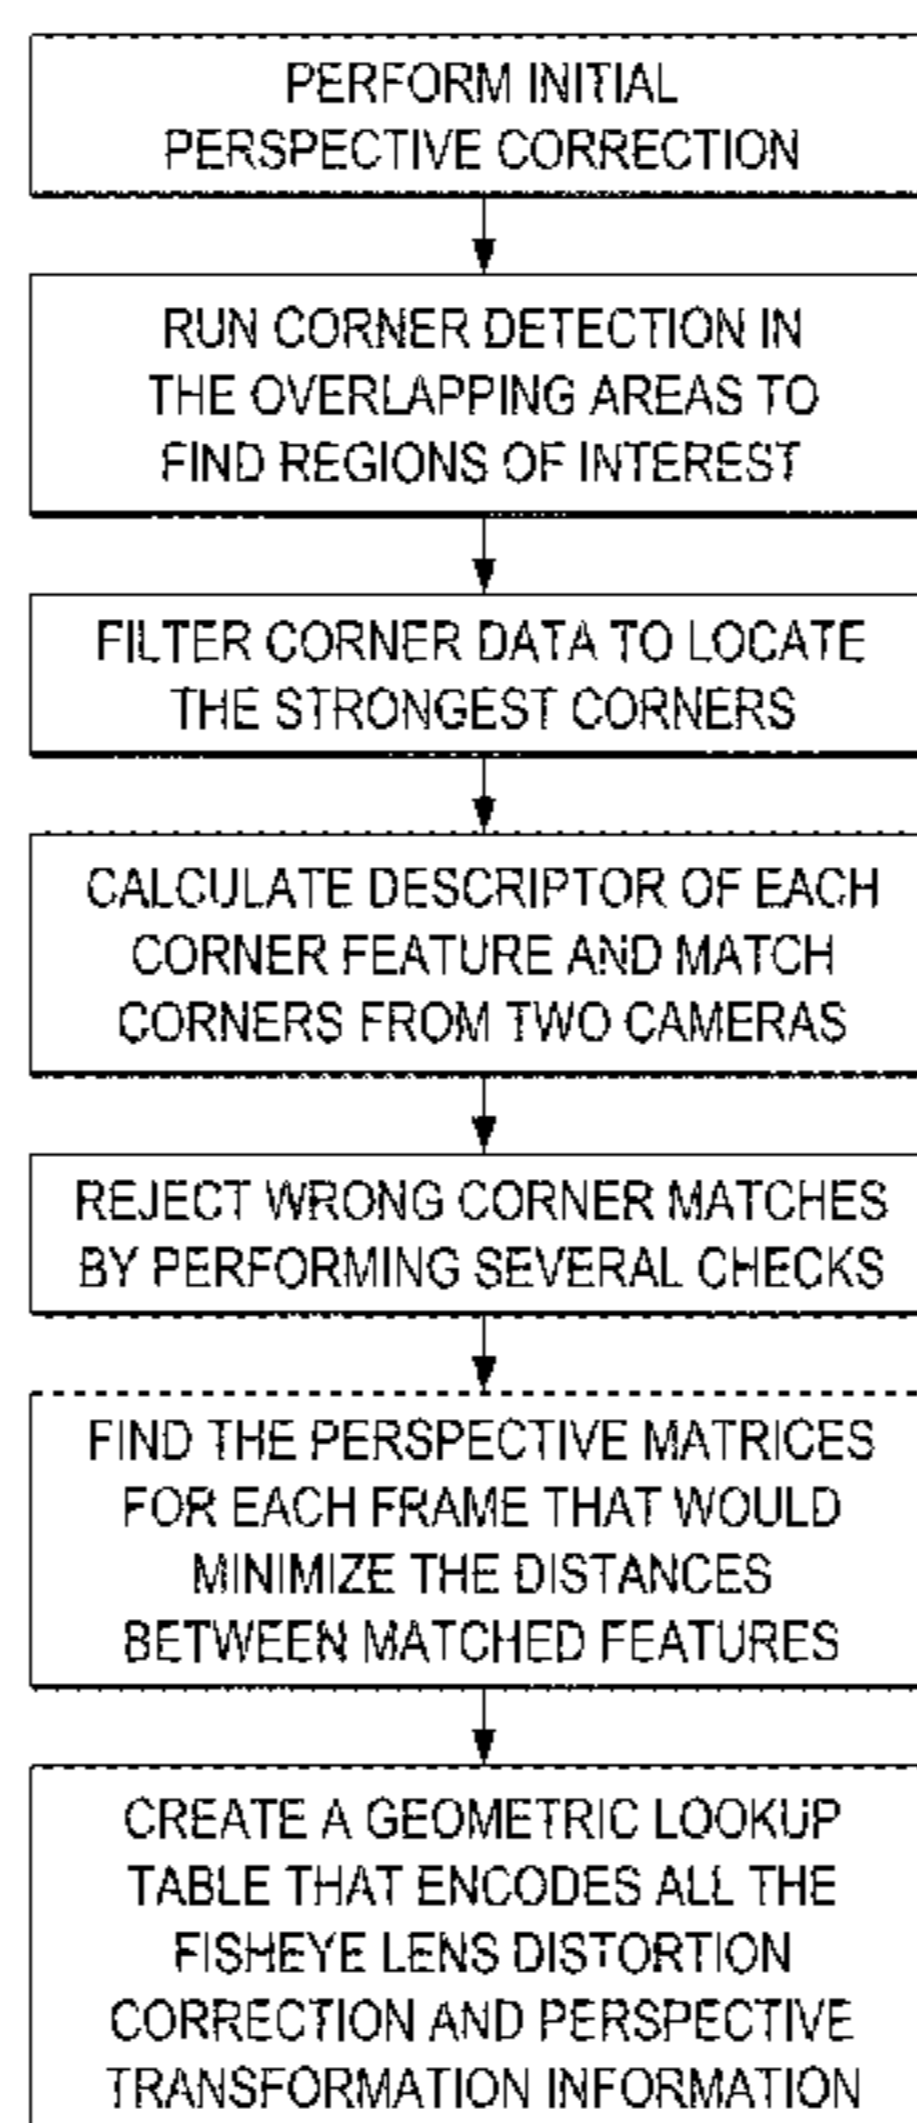 PERFORM INITIAL
PERSPECTIVE CORRECTION
RUN CORNER DETECTION IN
THE OVERLAPPING AREAS TO
FIND REGIONS OF INTEREST
FILTER CORNER DATA TO LOCATE
THE STRONGEST CORNERS
CALCULATE DESCRIPTOR OF EACH
CORNER FEATURE AND MATCH
CORNERS FROM TWO CAMERAS
REJECT WRONG CORNER MATCHES
BY PERFORMING SEVERAL CHECKS
FIND THE PERSPECTIVE MATRICES
FOR EACH FRAME THAT WOULD
MINIMIZE THE DISTANCES
BETWEEN MATCHED FEATURES
CREATE A GEOMETRIC LOOKUP
TABLE THAT ENCODES ALL THE
FISHEYE LENS DISTORTION
CORRECTION AND PERSPECTIVE
TRANSFORMATION INFORMATION